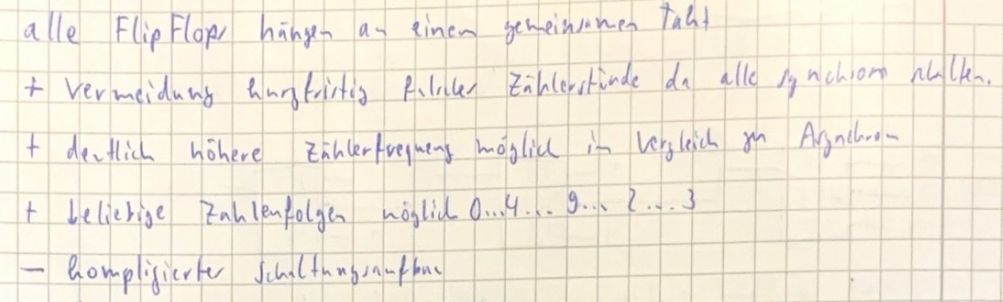 alle FlipFlops hängen an einem gemeinsamen Takt
+ Vermeidung kurzfristig falscher Zählerstände da alle synchron schalten.
+ deutlich höhere Zählerfrequenz möglich im Vergleich zu Asynchron
+ beliebige Zahlenfolgen möglich 0...4... 9... 2...3
- komplizierter Schaltungsaufbau